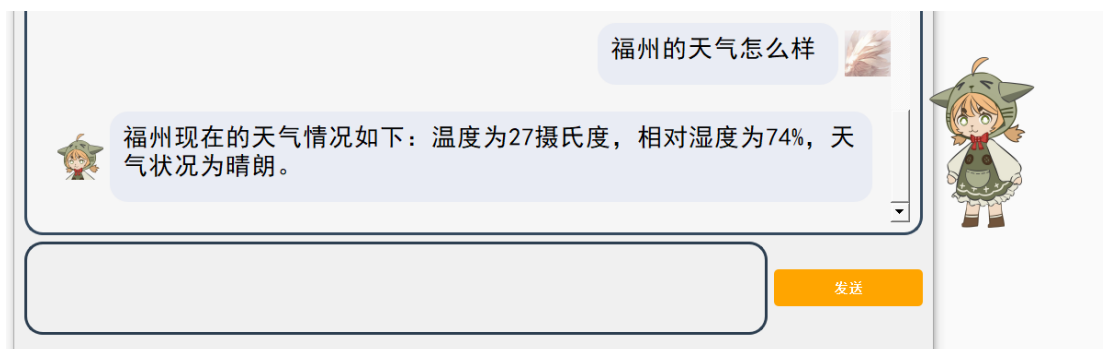 福州的天气怎么样
福州现在的天气情况如下：温度为27摄氏度，相对湿度为74%，天
气状况为晴朗。
发送